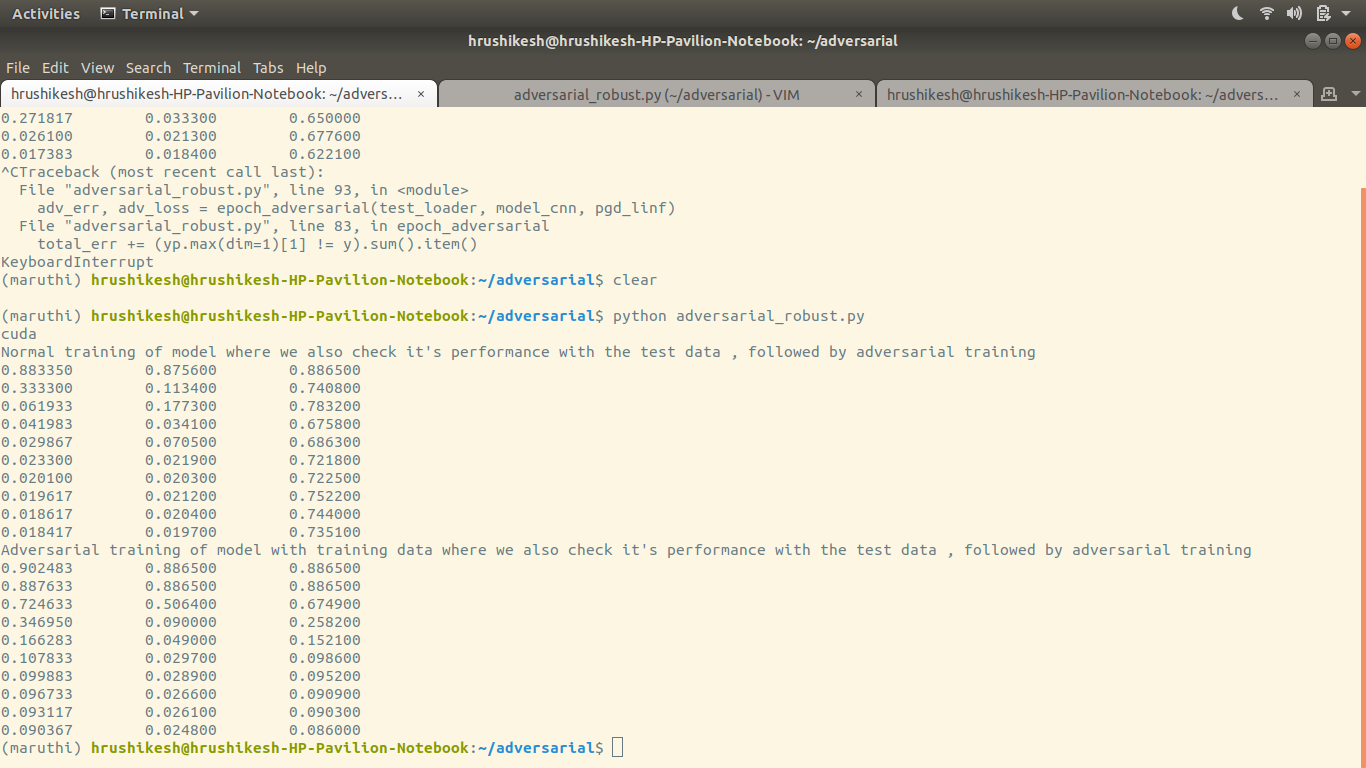 Activities Terminal
hrushikesh@hrushikesh-HP-Pavilion-Notebook: ~/adversarial
File Edit View Search Terminal Tabs Help
hrushikesh@hrushikesh-HP-Pavilion-Notebook: ~/advers... × adversarial_robust.py (~/adversarial) - VIM × hrushikesh@hrushikesh-HP-Pavilion-Notebook: ~/advers... ×
0.271817 0.033300 0.650000
0.026100 0.021300 0.677600
0.017383 0.018400 0.622100
^CTraceback (most recent call last):
File "adversarial_robust.py", line 93, in <module>
adv_err, adv_loss = epoch_adversarial(test_loader, model_cnn, pgd_linf)
File "adversarial_robust.py", line 83, in epoch_adversarial
total_err += (yp.max(dim=1)[1] != y).sum().item()
KeyboardInterrupt
(maruthi) hrushikesh@hrushikesh-HP-Pavilion-Notebook:~/adversarial$ clear
(maruthi) hrushikesh@hrushikesh-HP-Pavilion-Notebook:~/adversarial$ python adversarial_robust.py
cuda
Normal training of model where we also check it's performance with the test data , followed by adversarial training
0.883350 0.875600 0.886500
0.333300 0.113400 0.740800
0.061933 0.177300 0.783200
0.041983 0.034100 0.675800
0.029867 0.070500 0.686300
0.023300 0.021900 0.721800
0.020100 0.020300 0.722500
0.019617 0.021200 0.752200
0.018617 0.020400 0.744000
0.018417 0.019700 0.735100
Adversarial training of model with training data where we also check it's performance with the test data , followed by adversarial training
0.902483 0.886500 0.886500
0.887633 0.886500 0.886500
0.724633 0.506400 0.674900
0.346950 0.090000 0.258200
0.166283 0.049000 0.152100
0.107833 0.029700 0.098600
0.099883 0.028900 0.095200
0.096733 0.026600 0.090900
0.093117 0.026100 0.090300
0.090367 0.024800 0.086000
(maruthi) hrushikesh@hrushikesh-HP-Pavilion-Notebook:~/adversarial$